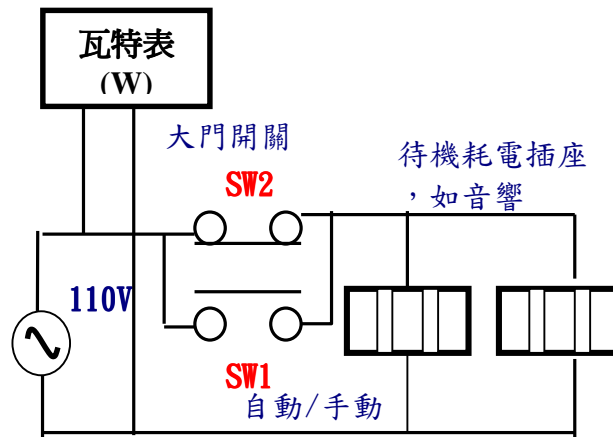 瓦特表
(W)
大門開關
SW2
待機耗電插座
，如音響
110V
SW1
自動/手動